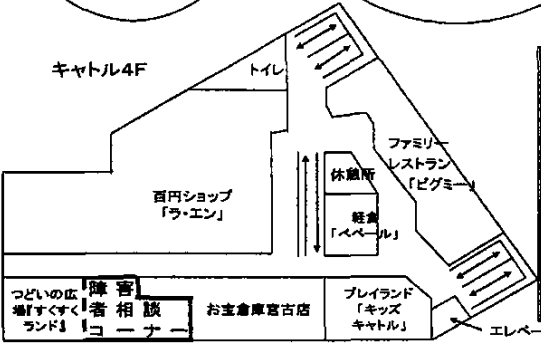 キャトル4F
トイレ
ファミリー
レストラン
「ピグミー」
休憩所
百円ショップ
「ラ・エン」
軽食
「ペペール」
つどいの広
場『すくすく
ランド』
障害
者相談
コーナー
お宝倉庫宮古店
プレイランド
「キッズ
キャトル」
エレベー